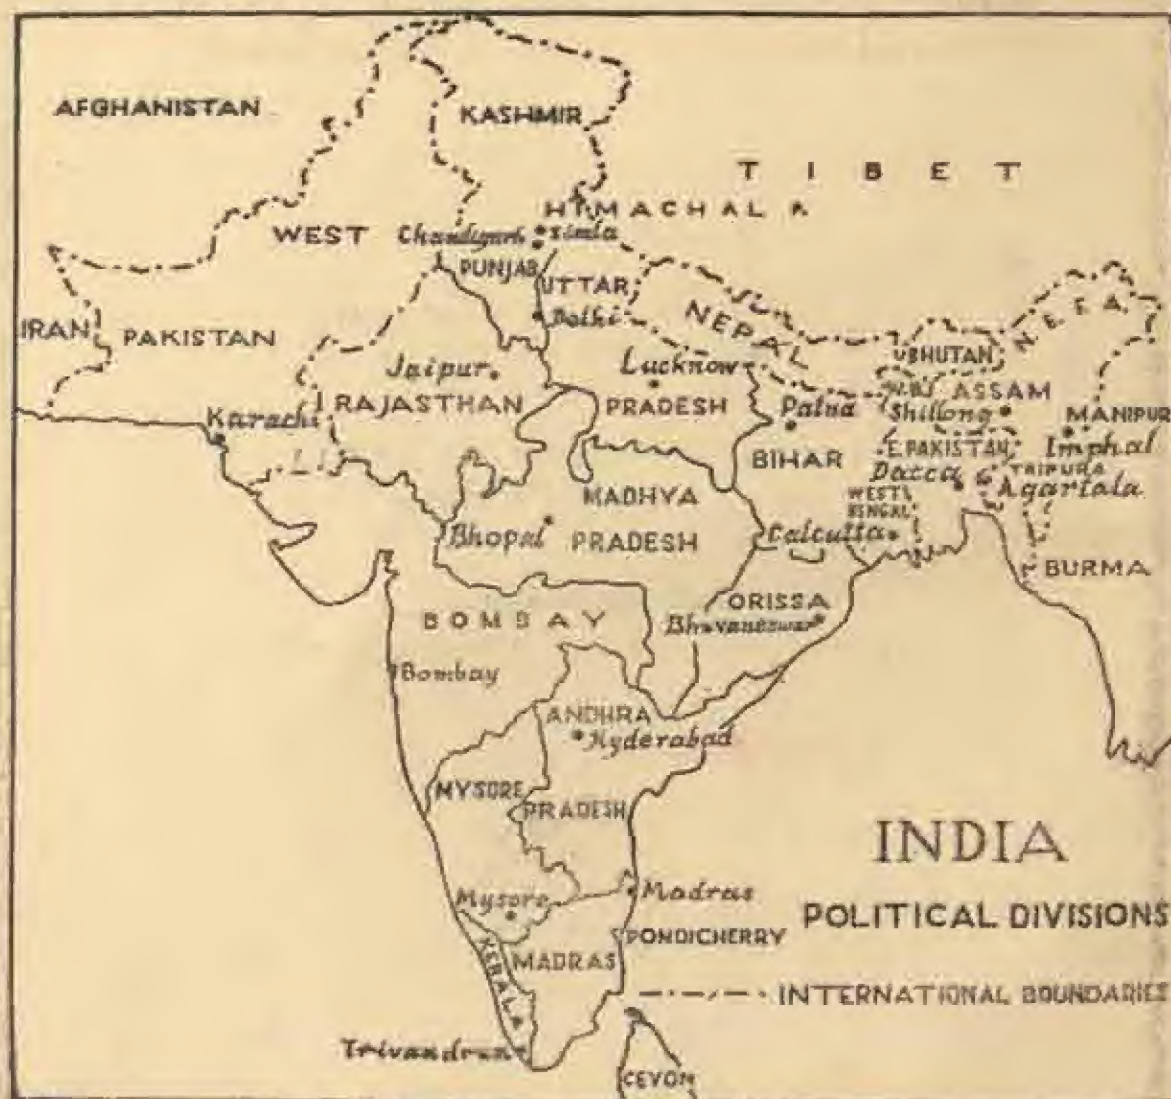 AFGHANISTAN
KASHMIR
TIBET
HIMACHAL P.
WEST
Chandigarh
Simla
PUNJAB
UTTAR
IRAN
PAKISTAN
Delhi
NEPAL
N.E.F.A.
BHUTAN
Jaipur
Lucknow
ASSAM
RAJASTHAN
PRADESH
Patna
Shillong
MANIPUR
Karachi
BIHAR
E. PAKISTAN
Imphal
Dacca
TRIPURA
Agartala
MADHYA
WEST
BENGAL
Bhopal
PRADESH
Calcutta
BURMA
ORISSA
BOMBAY
Bhuvaneswar
Bombay
ANDHRA
Hyderabad
MYSORE
PRADESH
INDIA
Mysore
Madras
POLITICAL DIVISIONS
PONDICHERRY
KERALA
MADRAS
INTERNATIONAL BOUNDARIES
Trivandrum
CEYON